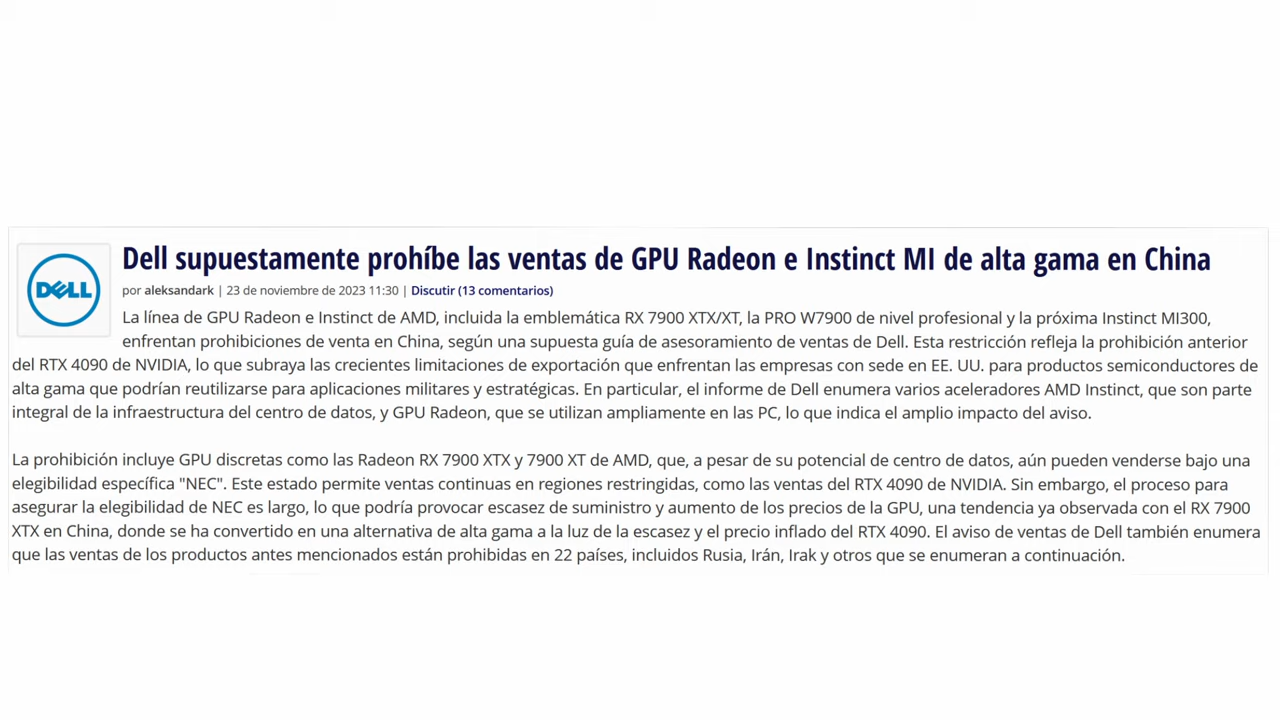 Dell supuestamente prohíbe las ventas de GPU Radeon e Instinct MI de alta gama en China
DELL
por aleksandark | 23 de noviembre de 2023 11:30 | Discutir (13 comentarios)
La línea de GPU Radeon e Instinct de AMD, incluida la emblemática RX 7900 XTX/XT, la PRO W7900 de nivel profesional y la próxima Instinct MI300,
enfrentan prohibiciones de venta en China, según una supuesta guía de asesoramiento de ventas de Dell. Esta restricción refleja la prohibición anterior
del RTX 4090 de NVIDIA, lo que subraya las crecientes limitaciones de exportación que enfrentan las empresas con sede en EE. UU. para productos semiconductores de
alta gama que podrían reutilizarse para aplicaciones militares y estratégicas. En particular, el informe de Dell enumera varios aceleradores AMD Instinct, que son parte
integral de la infraestructura del centro de datos, y GPU Radeon, que se utilizan ampliamente en las PC, lo que indica el amplio impacto del aviso.
La prohibición incluye GPU discretas como las Radeon RX 7900 XTX y 7900 XT de AMD, que, a pesar de su potencial de centro de datos, aún pueden venderse bajo una
elegibilidad específica "NEC". Este estado permite ventas continuas en regiones restringidas, como las ventas del RTX 4090 de NVIDIA. Sin embargo, el proceso para
asegurar la elegibilidad de NEC es largo, lo que podría provocar escasez de suministro y aumento de los precios de la GPU, una tendencia ya observada con el RX 7900
XTX en China, donde se ha convertido en una alternativa de alta gama a la luz de la escasez y el precio inflado del RTX 4090. El aviso de ventas de Dell también enumera
que las ventas de los productos antes mencionados están prohibidas en 22 países, incluidos Rusia, Irán, Irak y otros que se enumeran a continuación.